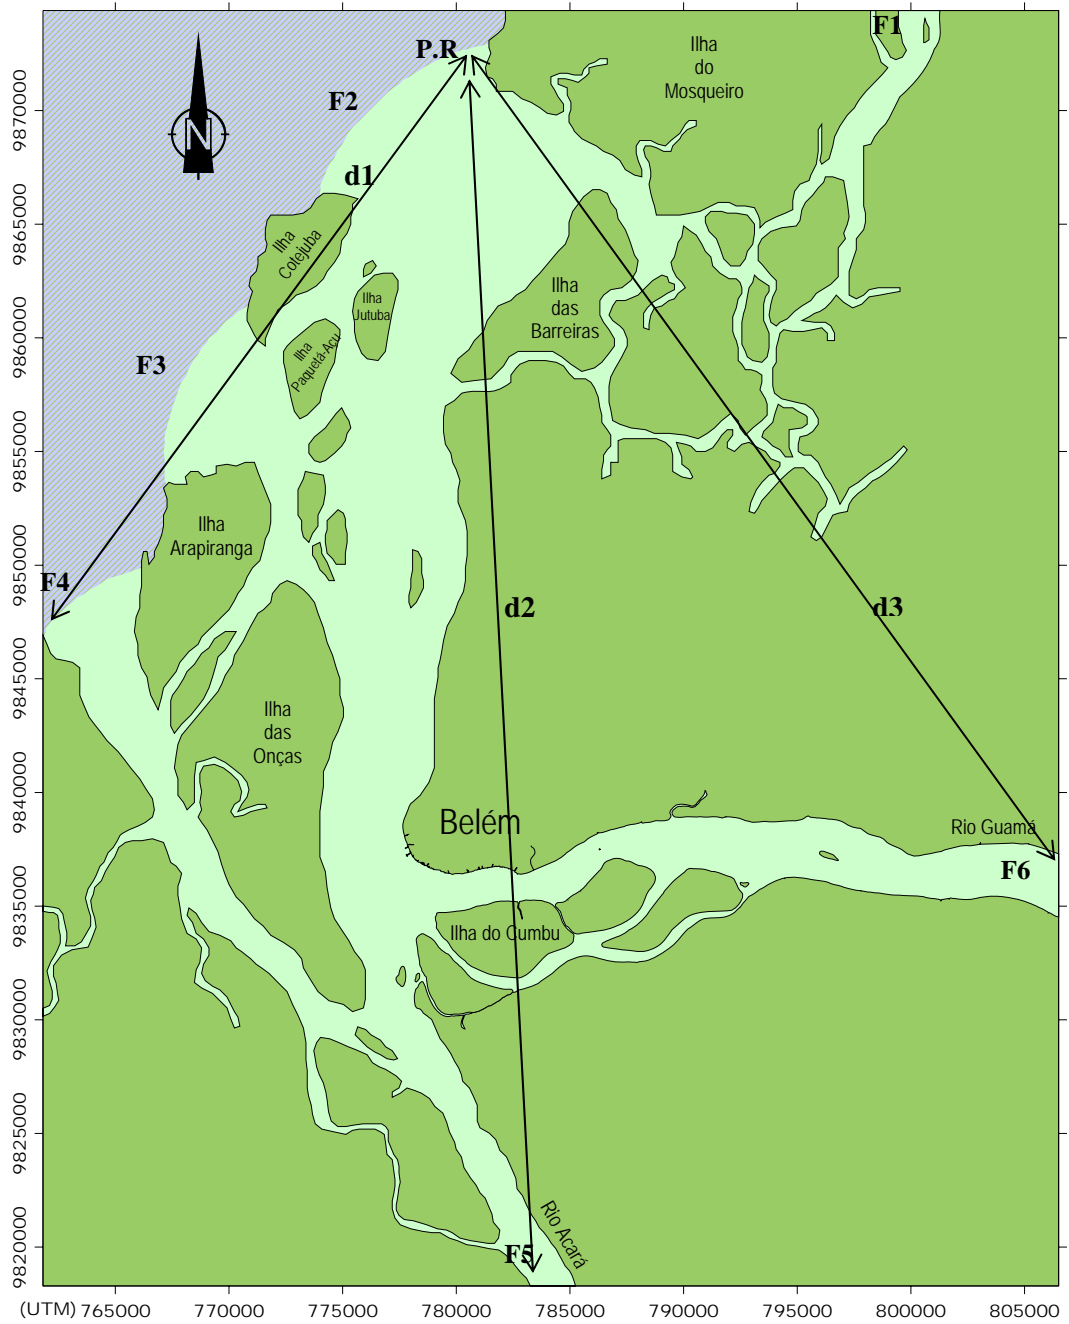 F1
P.R
Ilha
do
Mosqueiro
F2
N
d1
Ilha
Cotejuba
Ilha
Jutuba
Ilha
das
Barreiras
Ilha
Paquetá-Açu
F3
Ilha
Arapiranga
F4
d2
d3
Ilha
das
Onças
Belém
Rio Guamá
F6
Ilha do Cumbu
Rio Acará
F5
9870000
9865000
9860000
9855000
9850000
9845000
9840000
9835000
9830000
9825000
9820000
(UTM) 765000 770000 775000 780000 785000 790000 795000 800000 805000